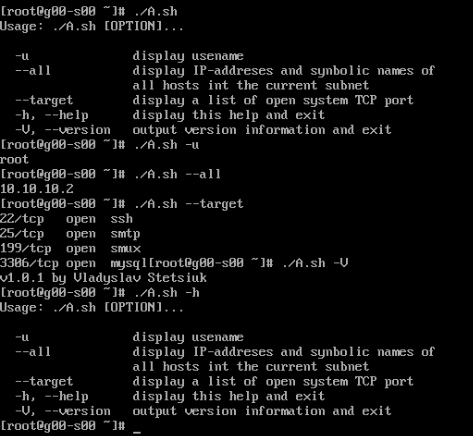 [root@g00-s00 ~]# ./A.sh
Usage: ./A.sh [OPTION]...
-u display usename
--all display IP-addreses and synbolic names of
all hosts int the current subnet
--target display a list of open system TCP port
-h, --help display this help and exit
-V, --version output version information and exit
[root@g00-s00 ~]# ./A.sh -u
root
[root@g00-s00 ~]# ./A.sh --all
10.10.10.2
[root@g00-s00 ~]# ./A.sh --target
22/tcp open ssh
25/tcp open smtp
199/tcp open smux
3306/tcp open mysql[root@g00-s00 ~]# ./A.sh -V
v1.0.1 by Vladyslav Stetsiuk
[root@g00-s00 ~]# ./A.sh -h
Usage: ./A.sh [OPTION]...
-u display usename
--all display IP-addreses and synbolic names of
all hosts int the current subnet
--target display a list of open system TCP port
-h, --help display this help and exit
-V, --version output version information and exit
[root@g00-s00 ~]# _